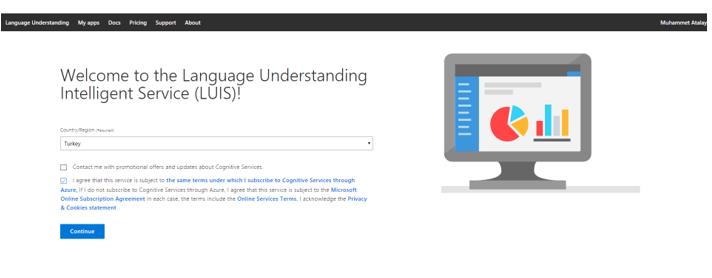 Language Understanding My apps Docs Pricing Support About Muhammet Atalay
Welcome to the Language Understanding
Intelligent Service (LUIS)!
Country/Region (Required)
Turkey
Contact me with promotional offers and updates about Cognitive Services.
I agree that this service is subject to the same terms under which I subscribe to Cognitive Services through
Azure. If I do not subscribe to Cognitive Services through Azure, I agree that this service is subject to the Microsoft
Online Subscription Agreement in each case, the terms include the Online Services Terms. I acknowledge the Privacy
& Cookies statement
Continue